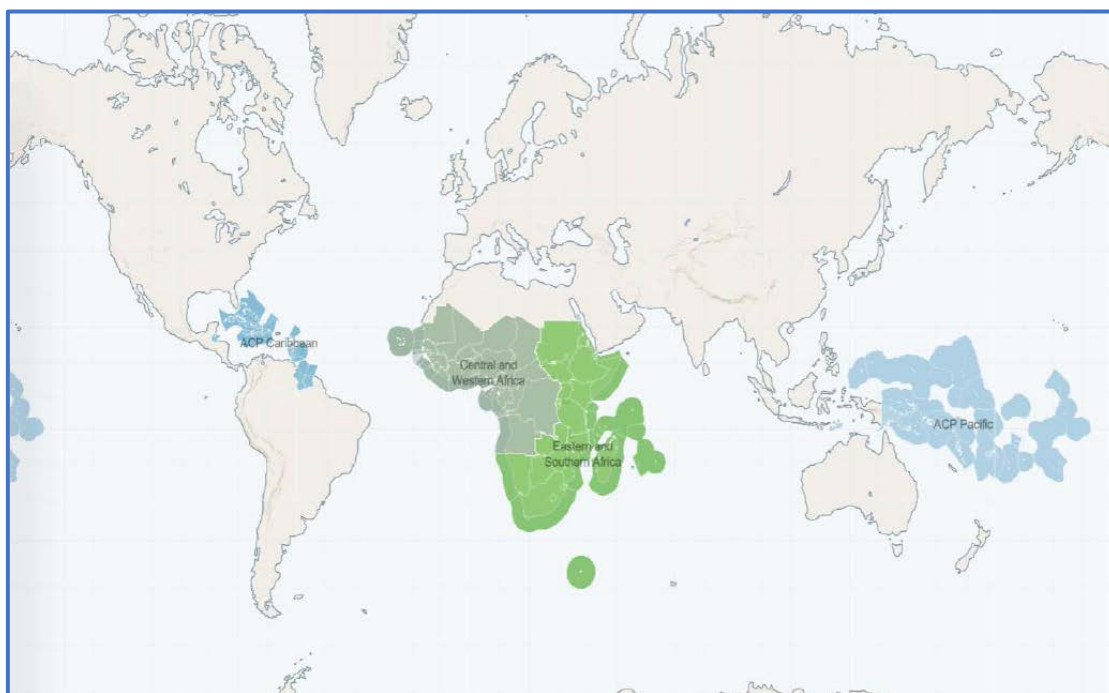 ACP Caribbean
Central and
Western Africa
Eastern and
Southern Africa
ACP Pacific